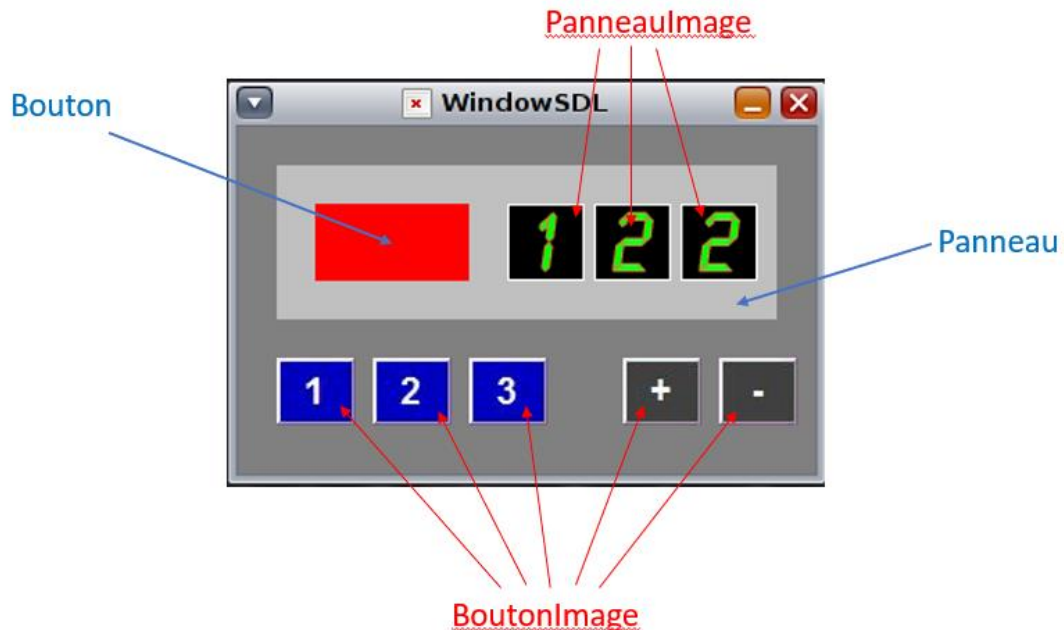 PanneauImage
Bouton
WindowSDL
1 2 2
Panneau
1 2 3 + -
BoutonImage